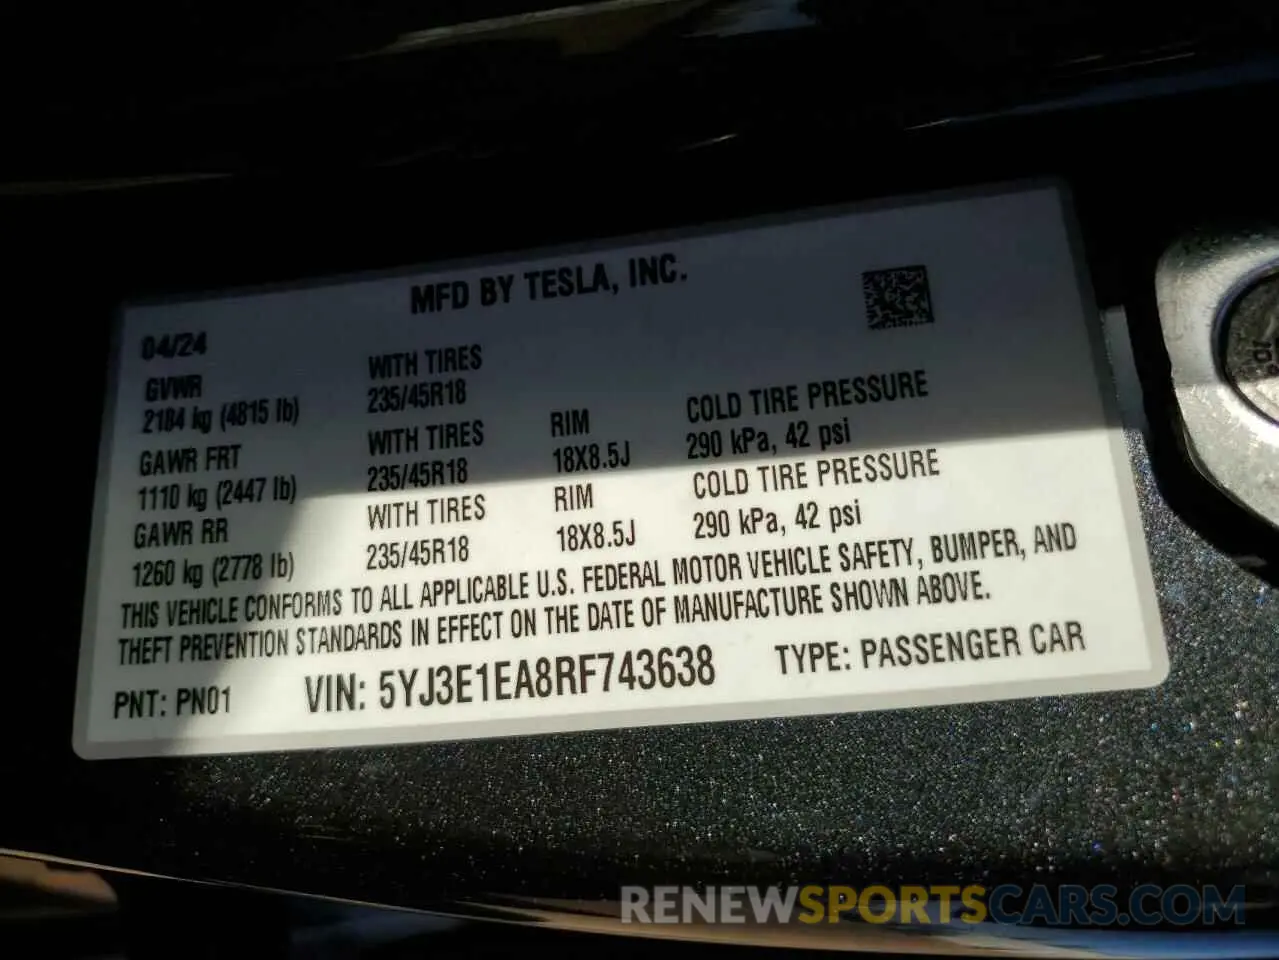 MFD BY TESLA, INC.
04/24
GVWR
2184 kg (4815 lb)
WITH TIRES
235/45R18
GAWR FRT
1110 kg (2447 lb)
WITH TIRES
235/45R18
RIM
18X8.5J
COLD TIRE PRESSURE
290 kPa, 42 psi
GAWR RR
1260 kg (2778 lb)
WITH TIRES
235/45R18
RIM
18X8.5J
COLD TIRE PRESSURE
290 kPa, 42 psi
THIS VEHICLE CONFORMS TO ALL APPLICABLE U.S. FEDERAL MOTOR VEHICLE SAFETY, BUMPER, AND
THEFT PREVENTION STANDARDS IN EFFECT ON THE DATE OF MANUFACTURE SHOWN ABOVE.
PNT: PN01 VIN: 5YJ3E1EA8RF743638 TYPE: PASSENGER CAR
RENEWSPORTSCARS.COM